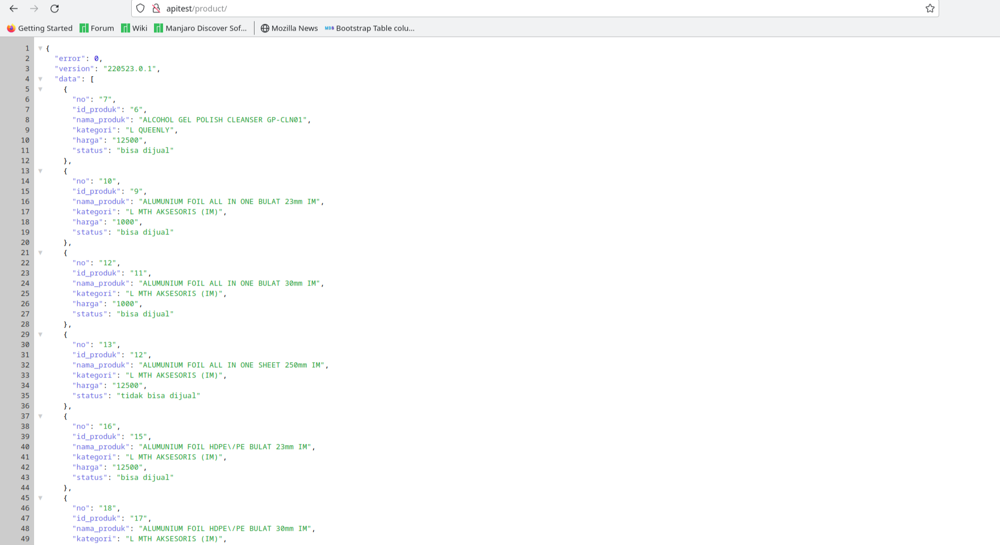 apitest/product/
Getting Started Forum Wiki Manjaro Discover Sof... Mozilla News MDB Bootstrap Table colu...
1 {
2 "error": 0,
3 "version": "220523.0.1",
4 "data": [
5 {
6 "no": "7",
7 "id_produk": "6",
8 "nama_produk": "ALCOHOL GEL POLISH CLEANSER GP-CLN01",
9 "kategori": "L QUEENLY",
10 "harga": "12500",
11 "status": "bisa dijual"
12 },
13 {
14 "no": "10",
15 "id_produk": "9",
16 "nama_produk": "ALUMUNIUM FOIL ALL IN ONE BULAT 23mm IM",
17 "kategori": "L MTH AKSESORIS (IM)",
18 "harga": "1000",
19 "status": "bisa dijual"
20 },
21 {
22 "no": "12",
23 "id_produk": "11",
24 "nama_produk": "ALUMUNIUM FOIL ALL IN ONE BULAT 30mm IM",
25 "kategori": "L MTH AKSESORIS (IM)",
26 "harga": "1000",
27 "status": "bisa dijual"
28 },
29 {
30 "no": "13",
31 "id_produk": "12",
32 "nama_produk": "ALUMUNIUM FOIL ALL IN ONE SHEET 250mm IM",
33 "kategori": "L MTH AKSESORIS (IM)",
34 "harga": "12500",
35 "status": "tidak bisa dijual"
36 },
37 {
38 "no": "16",
39 "id_produk": "15",
40 "nama_produk": "ALUMUNIUM FOIL HDPE\/PE BULAT 23mm IM",
41 "kategori": "L MTH AKSESORIS (IM)",
42 "harga": "12500",
43 "status": "bisa dijual"
44 },
45 {
46 "no": "18",
47 "id_produk": "17",
48 "nama_produk": "ALUMUNIUM FOIL HDPE\/PE BULAT 30mm IM",
49 "kategori": "L MTH AKSESORIS (IM)",